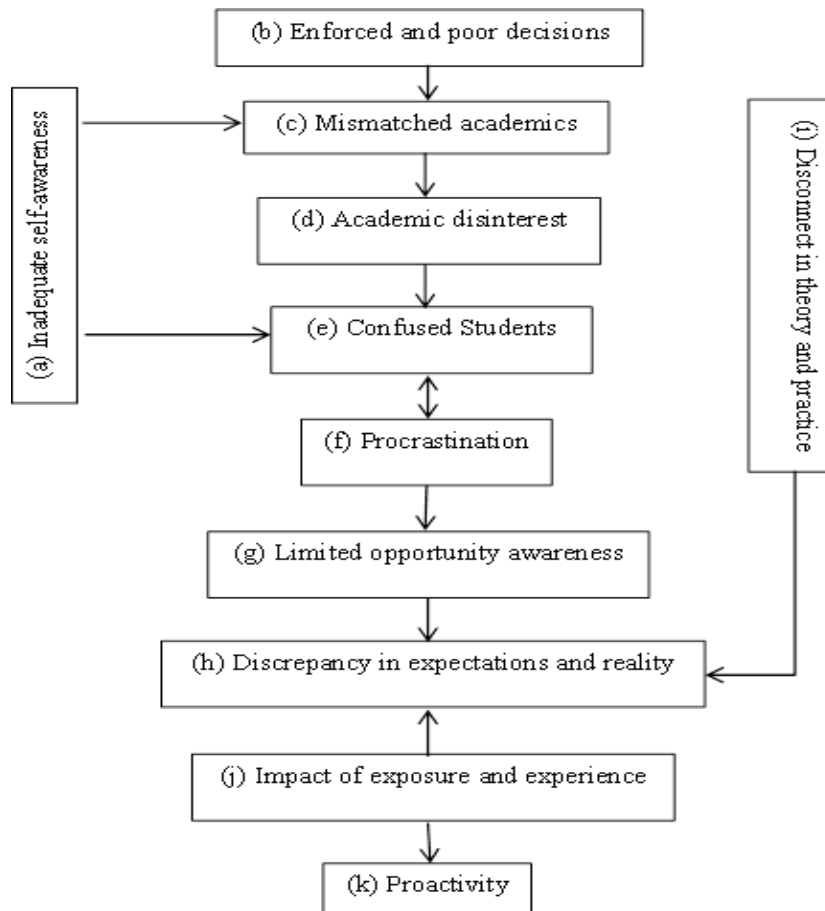 (b) Enforced and poor decisions
(a) Inadequate self-awareness
(c) Mismatched academics
(i) Disconnect in theory and practice
(d) Academic disinterest
(e) Confused Students
(f) Procrastination
(g) Limited opportunity awareness
(h) Discrepancy in expectations and reality
(j) Impact of exposure and experience
(k) Proactivity